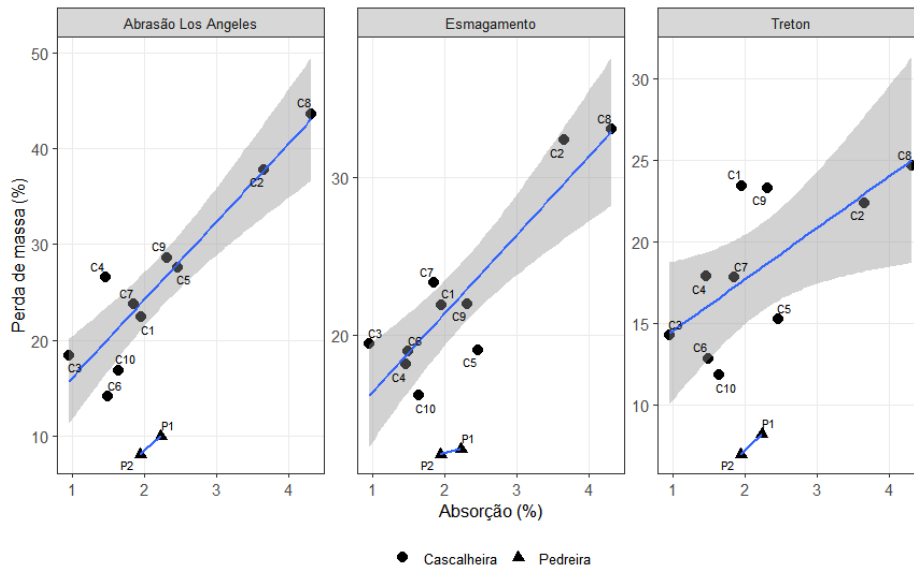 Abrasão Los Angeles
Esmagamento
Treton
Perda de massa (%)
50
40
30
20
10
C8
C2
C9
C5
C4
C7
C1
C3
C10
C6
P1
P2
1 2 3 4
30
20
C8
C2
C7
C1
C9
C3
C6
C4
C5
C10
P1
P2
1 2 3 4
30
25
20
15
10
C8
C1
C9
C2
C7
C4
C3
C5
C6
C10
P1
P2
1 2 3 4
Absorção (%)
Cascalheira Pedreira